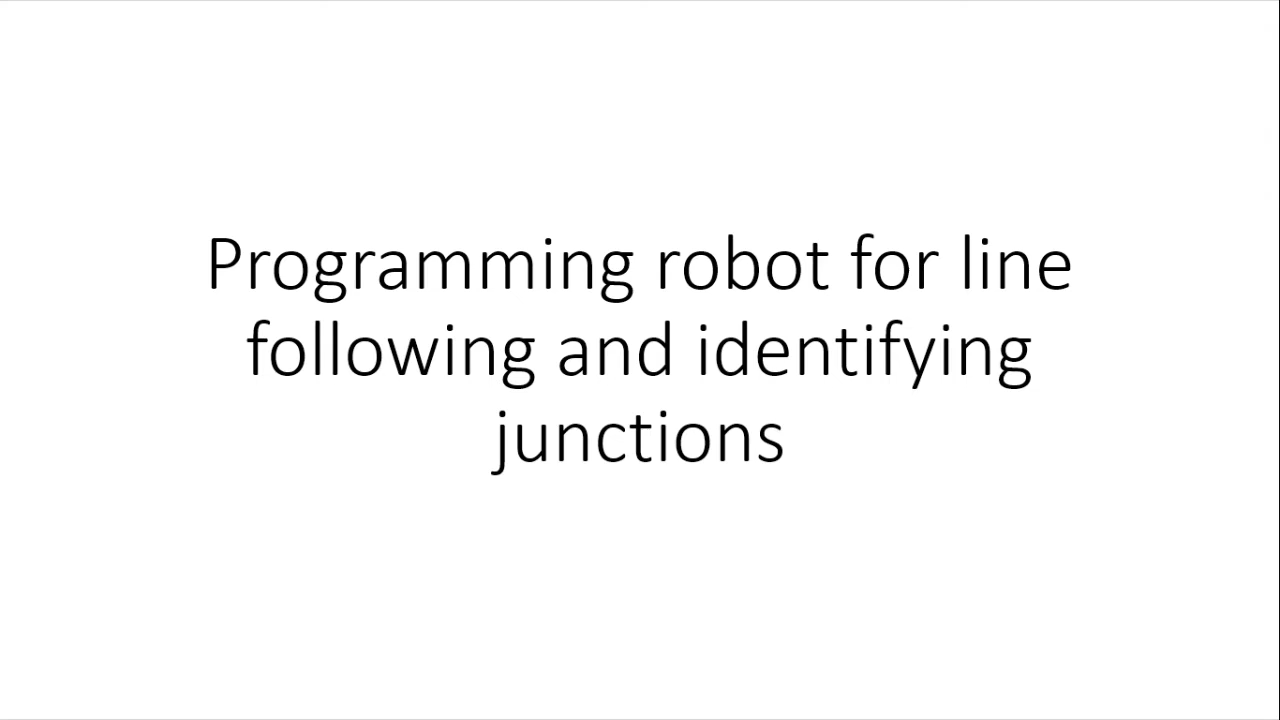 Programming robot for line
following and identifying
junctions